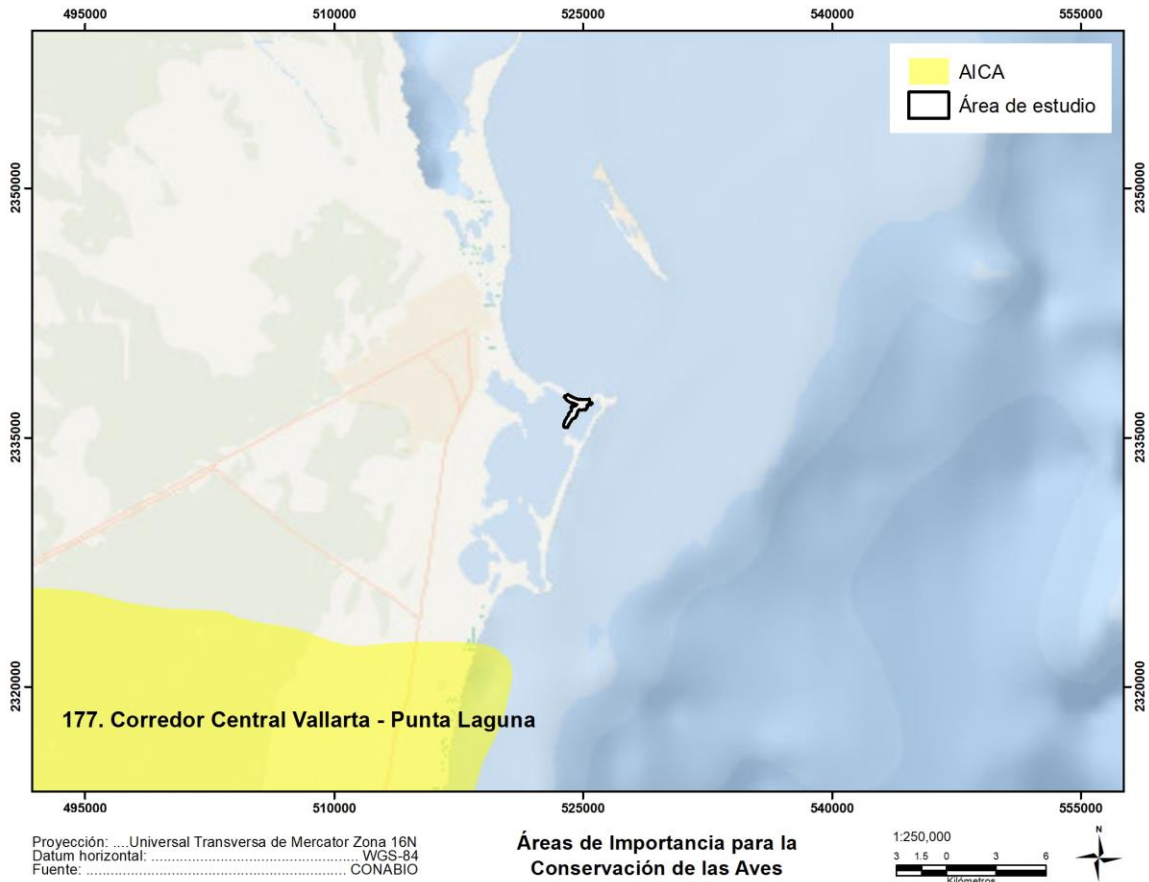 495000 510000 525000 540000 555000
AICA
Área de estudio
2350000 2350000
2335000 2335000
2320000 2320000
177. Corredor Central Vallarta - Punta Laguna
495000 510000 525000 540000 555000
Proyección: ....Universal Transversa de Mercator Zona 16N
Datum horizontal: ........................................ WGS-84
Fuente: .................................................... CONABIO
Áreas de Importancia para la
Conservación de las Aves
1:250,000
3 1.5 0 3 6
Kilómetros
N